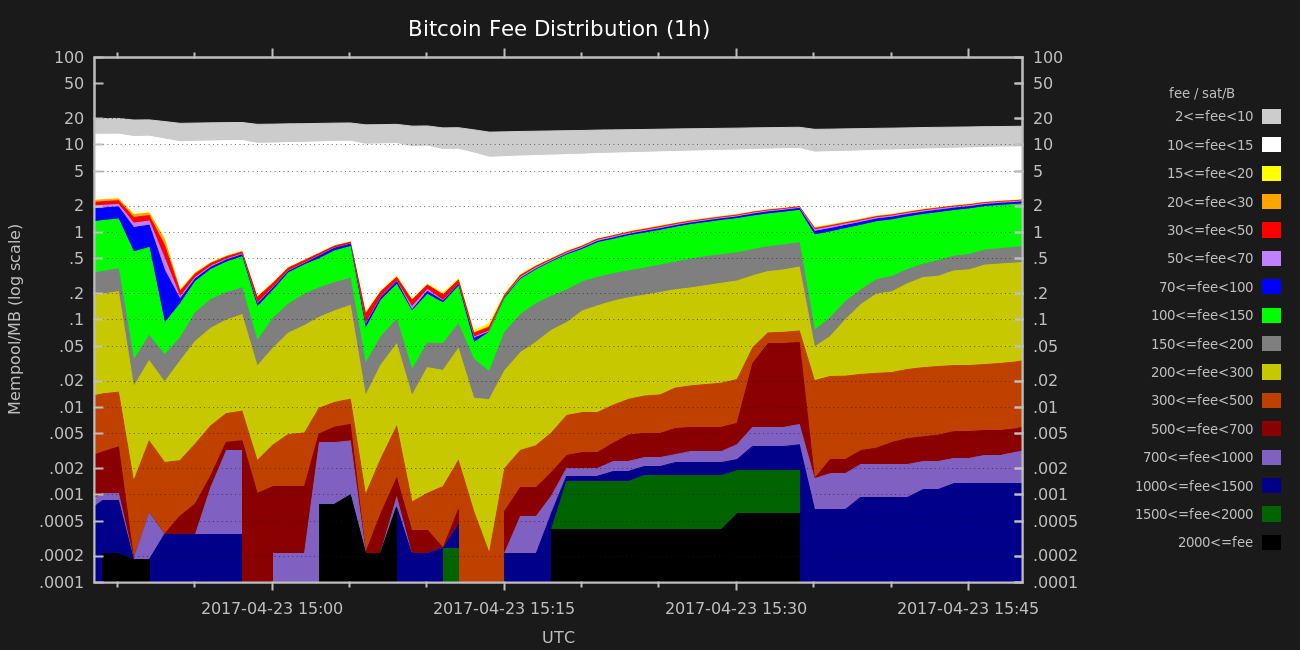 Bitcoin Fee Distribution (1h)
Mempool/MB (log scale)
100
50
20
10
5
2
1
.5
.2
.1
.05
.02
.01
.005
.002
.001
.0005
.0002
.0001
100
50
20
10
5
2
1
.5
.2
.1
.05
.02
.01
.005
.002
.001
.0005
.0002
.0001
2017-04-23 15:00
2017-04-23 15:15
2017-04-23 15:30
2017-04-23 15:45
UTC
fee / sat/B
2<=fee<10
10<=fee<15
15<=fee<20
20<=fee<30
30<=fee<50
50<=fee<70
70<=fee<100
100<=fee<150
150<=fee<200
200<=fee<300
300<=fee<500
500<=fee<700
700<=fee<1000
1000<=fee<1500
1500<=fee<2000
2000<=fee